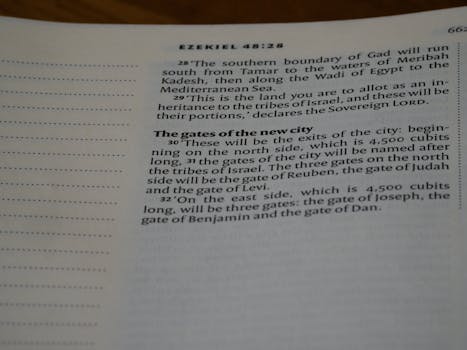 EZEKIEL 48:28
662
28 ‘The southern boundary of Gad will run
south from Tamar to the waters of Meribah
Kadesh, then along the Wadi of Egypt to the
Mediterranean Sea.
29 ‘This is the land you are to allot as an in-
heritance to the tribes of Israel, and these will be
their portions,’ declares the Sovereign LORD.
The gates of the new city
30 ‘These will be the exits of the city: begin-
ning on the north side, which is 4,500 cubits
long, 31 the gates of the city will be named after
the tribes of Israel. The three gates on the north
side will be the gate of Reuben, the gate of Judah
and the gate of Levi.
32 ‘On the east side, which is 4,500 cubits
long, will be three gates: the gate of Joseph, the
gate of Benjamin and the gate of Dan.